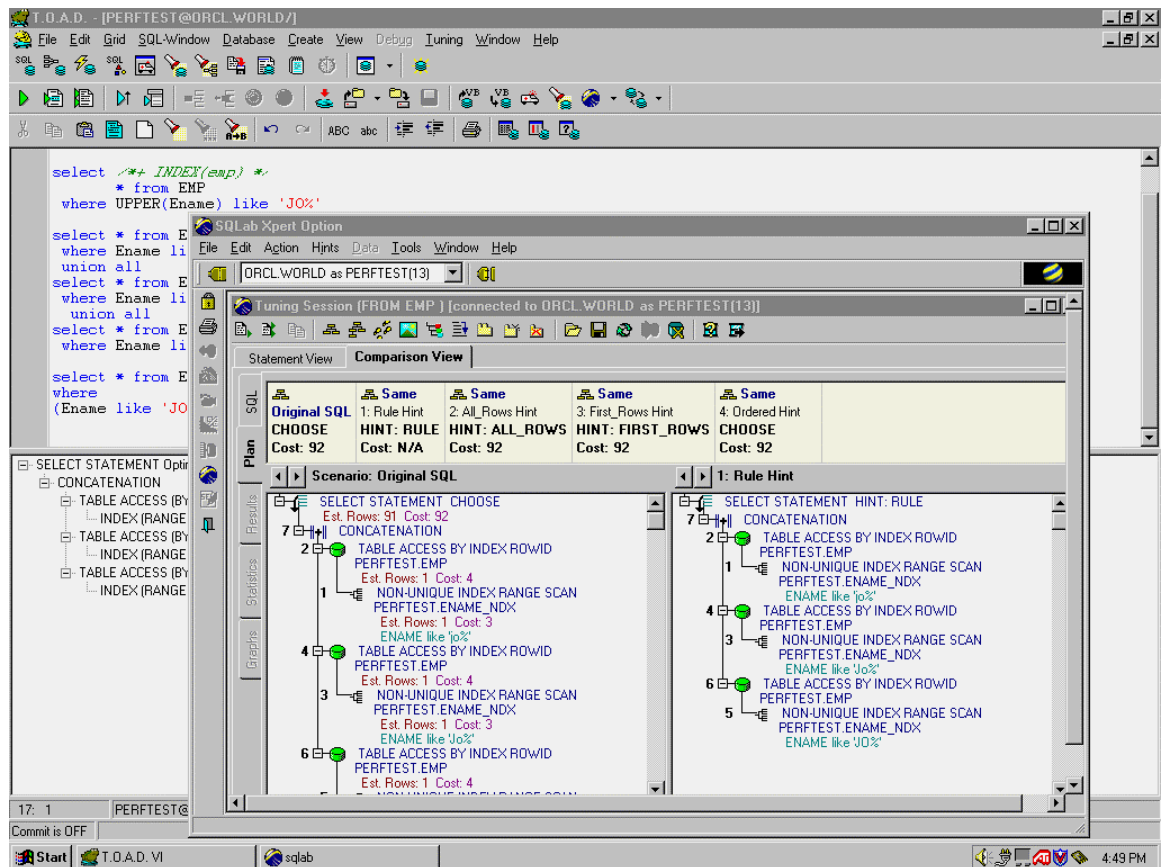 T.O.A.D. - [PERFTEST@ORCL.WORLD/]
File Edit Grid SQL-Window Database Create View Debug Tuning Window Help
SQL SQL
VB VB
ABC abc
A→B
select /*+ INDEX(emp) */
* from EMP
where UPPER(Ename) like 'JO%'
select * from E
where Ename li
union all
select * from E
where Ename li
union all
select * from E
where Ename li
select * from E
where
(Ename like 'JO
SELECT STATEMENT Optim
CONCATENATION
TABLE ACCESS (BY
INDEX (RANGE
TABLE ACCESS (BY
INDEX (RANGE
TABLE ACCESS (BY
INDEX (RANGE
17: 1 PERFTEST@
Commit is OFF
SQLab Xpert Option
File Edit Action Hints Data Tools Window Help
ORCL.WORLD as PERFTEST(13)
Tuning Session (FROM EMP ) [connected to ORCL.WORLD as PERFTEST(13)]
Statement View Comparison View
SQL
Plan
Results
Statistics
Graphs
Original SQL
CHOOSE
Cost: 92
Same
1: Rule Hint
HINT: RULE
Cost: N/A
Same
2: All_Rows Hint
HINT: ALL_ROWS
Cost: 92
Same
3: First_Rows Hint
HINT: FIRST_ROWS
Cost: 92
Same
4: Ordered Hint
CHOOSE
Cost: 92
Scenario: Original SQL
SELECT STATEMENT CHOOSE
Est. Rows: 91 Cost: 92
7 CONCATENATION
2 TABLE ACCESS BY INDEX ROWID
PERFTEST.EMP
Est. Rows: 1 Cost: 4
1 NON-UNIQUE INDEX RANGE SCAN
PERFTEST.ENAME_NDX
Est. Rows: 1 Cost: 3
ENAME like 'jo%'
4 TABLE ACCESS BY INDEX ROWID
PERFTEST.EMP
Est. Rows: 1 Cost: 4
3 NON-UNIQUE INDEX RANGE SCAN
PERFTEST.ENAME_NDX
Est. Rows: 1 Cost: 3
ENAME like 'Jo%'
6 TABLE ACCESS BY INDEX ROWID
PERFTEST.EMP
Est. Rows: 1 Cost: 4
1: Rule Hint
SELECT STATEMENT HINT: RULE
7 CONCATENATION
2 TABLE ACCESS BY INDEX ROWID
PERFTEST.EMP
1 NON-UNIQUE INDEX RANGE SCAN
PERFTEST.ENAME_NDX
ENAME like 'jo%'
4 TABLE ACCESS BY INDEX ROWID
PERFTEST.EMP
3 NON-UNIQUE INDEX RANGE SCAN
PERFTEST.ENAME_NDX
ENAME like 'Jo%'
6 TABLE ACCESS BY INDEX ROWID
PERFTEST.EMP
5 NON-UNIQUE INDEX RANGE SCAN
PERFTEST.ENAME_NDX
ENAME like 'JO%'
Start T.O.A.D. VI sqlab 4:49 PM